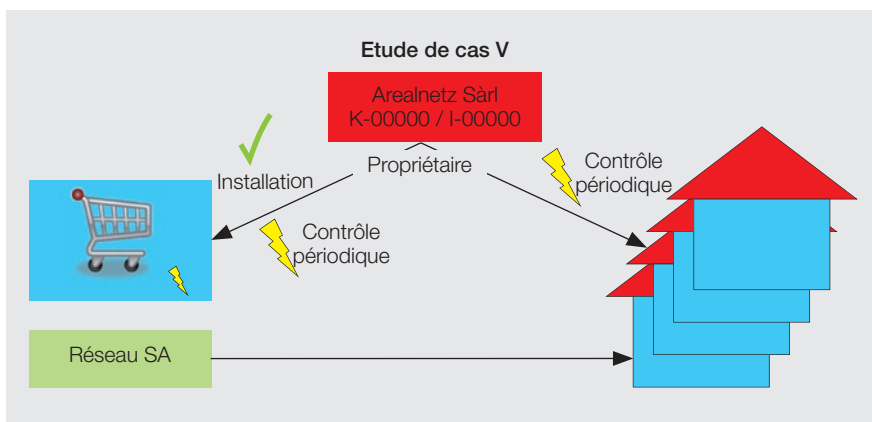 Etude de cas V
Arealnetz Sàrl
K-00000 / I-00000
Propriétaire
Installation
Contrôle
périodique
Contrôle
périodique
Réseau SA